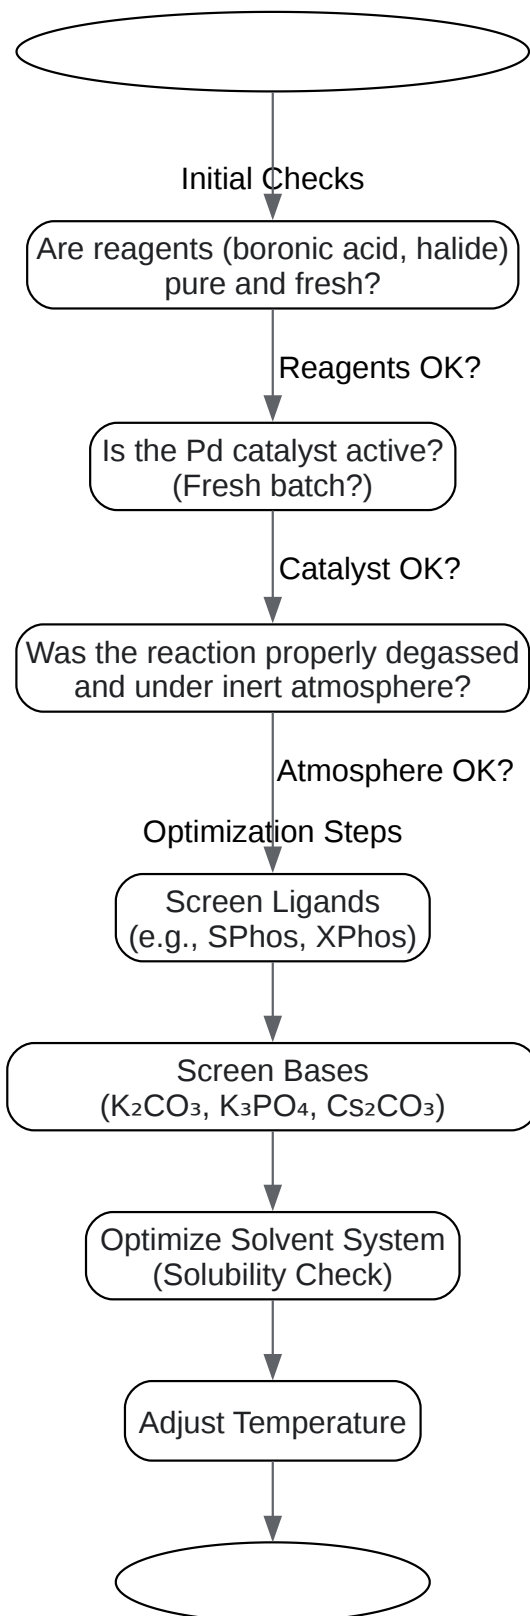 Initial Checks
Are reagents (boronic acid, halide)
pure and fresh?
Reagents OK?
Is the Pd catalyst active?
(Fresh batch?)
Catalyst OK?
Was the reaction properly degassed
and under inert atmosphere?
Atmosphere OK?
Optimization Steps
Screen Ligands
(e.g., SPhos, XPhos)
Screen Bases
(K₂CO₃, K₃PO₄, Cs₂CO₃)
Optimize Solvent System
(Solubility Check)
Adjust Temperature